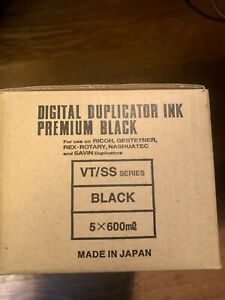 DIGITAL DUPLICATOR INK
PREMIUM BLACK
For use on RICOH, GESTETNER,
REX-ROTARY, NASHUATEC
and SAVIN Duplicators
VT/SS SERIES
BLACK
5×600mℓ
MADE IN JAPAN